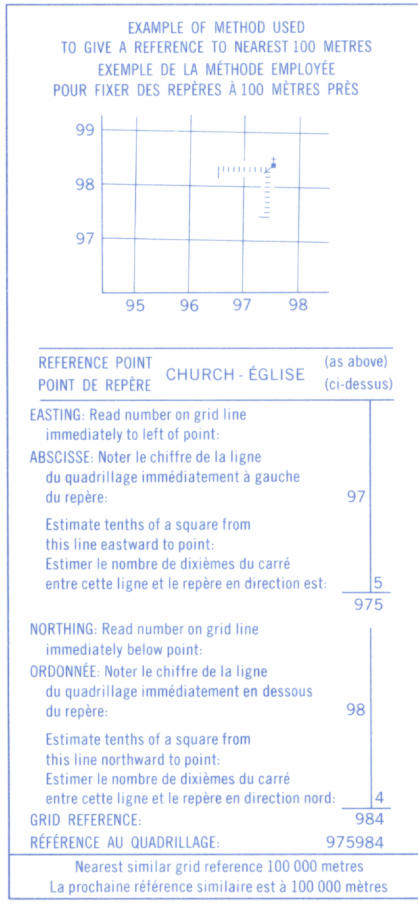 EXAMPLE OF METHOD USED
TO GIVE A REFERENCE TO NEAREST 100 METRES
EXEMPLE DE LA MÉTHODE EMPLOYÉE
POUR FIXER DES REPÈRES À 100 MÈTRES PRÈS
99
98
97
95 96 97 98
REFERENCE POINT
POINT DE REPÈRE
CHURCH - ÉGLISE
(as above)
(ci-dessus)
EASTING: Read number on grid line
immediately to left of point:
ABSCISSE: Noter le chiffre de la ligne
du quadrillage immédiatement à gauche
du repère: 97
Estimate tenths of a square from
this line eastward to point:
Estimer le nombre de dixièmes du carré
entre cette ligne et le repère en direction est: 5
975
NORTHING: Read number on grid line
immediately below point:
ORDONNÉE: Noter le chiffre de la ligne
du quadrillage immédiatement en dessous
du repère: 98
Estimate tenths of a square from
this line northward to point:
Estimer le nombre de dixièmes du carré
entre cette ligne et le repère en direction nord: 4
GRID REFERENCE: 984
RÉFÉRENCE AU QUADRILLAGE: 975984
Nearest similar grid reference 100 000 metres
La prochaine référence similaire est à 100 000 mètres